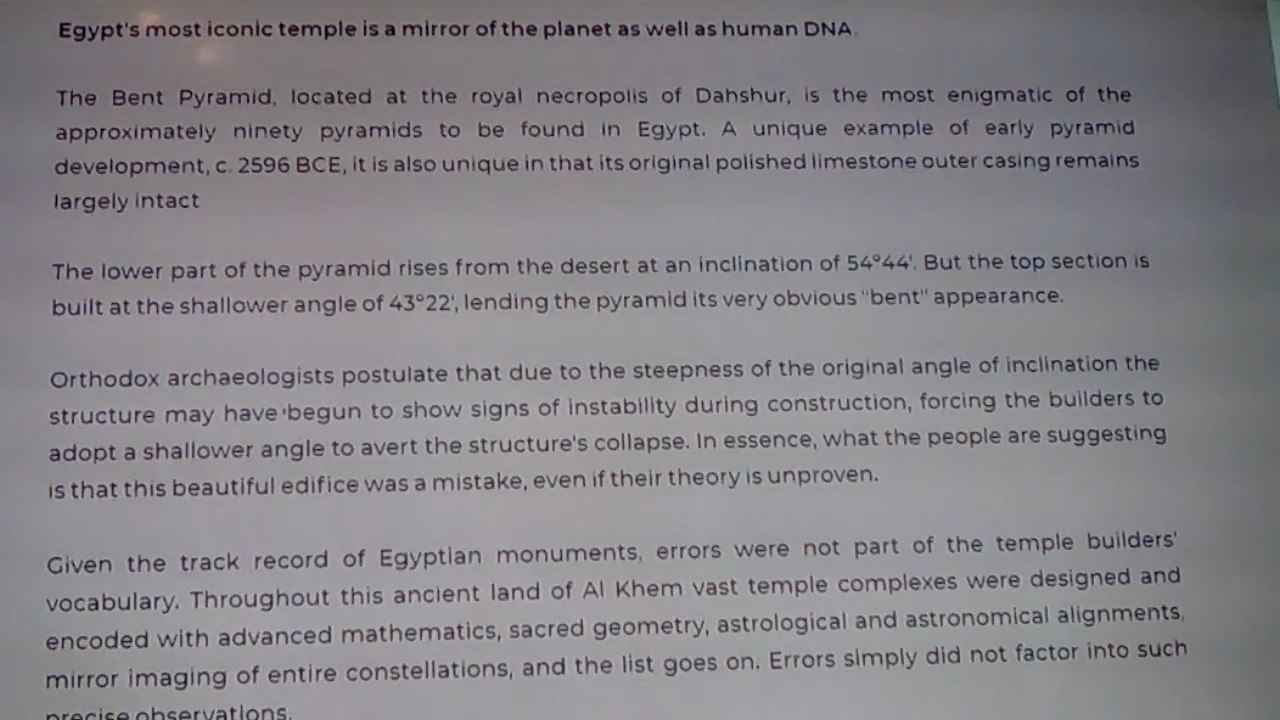 Egypt's most iconic temple is a mirror of the planet as well as human DNA.
The Bent Pyramid, located at the royal necropolis of Dahshur, is the most enigmatic of the
approximately ninety pyramids to be found in Egypt. A unique example of early pyramid
development, c. 2596 BCE, it is also unique in that its original polished limestone outer casing remains
largely intact
The lower part of the pyramid rises from the desert at an inclination of 54°44'. But the top section is
built at the shallower angle of 43°22', lending the pyramid its very obvious "bent" appearance.
Orthodox archaeologists postulate that due to the steepness of the original angle of inclination the
structure may have begun to show signs of instability during construction, forcing the builders to
adopt a shallower angle to avert the structure's collapse. In essence, what the people are suggesting
is that this beautiful edifice was a mistake, even if their theory is unproven.
Given the track record of Egyptian monuments, errors were not part of the temple builders'
vocabulary. Throughout this ancient land of Al Khem vast temple complexes were designed and
encoded with advanced mathematics, sacred geometry, astrological and astronomical alignments,
mirror imaging of entire constellations, and the list goes on. Errors simply did not factor into such
precise observations.